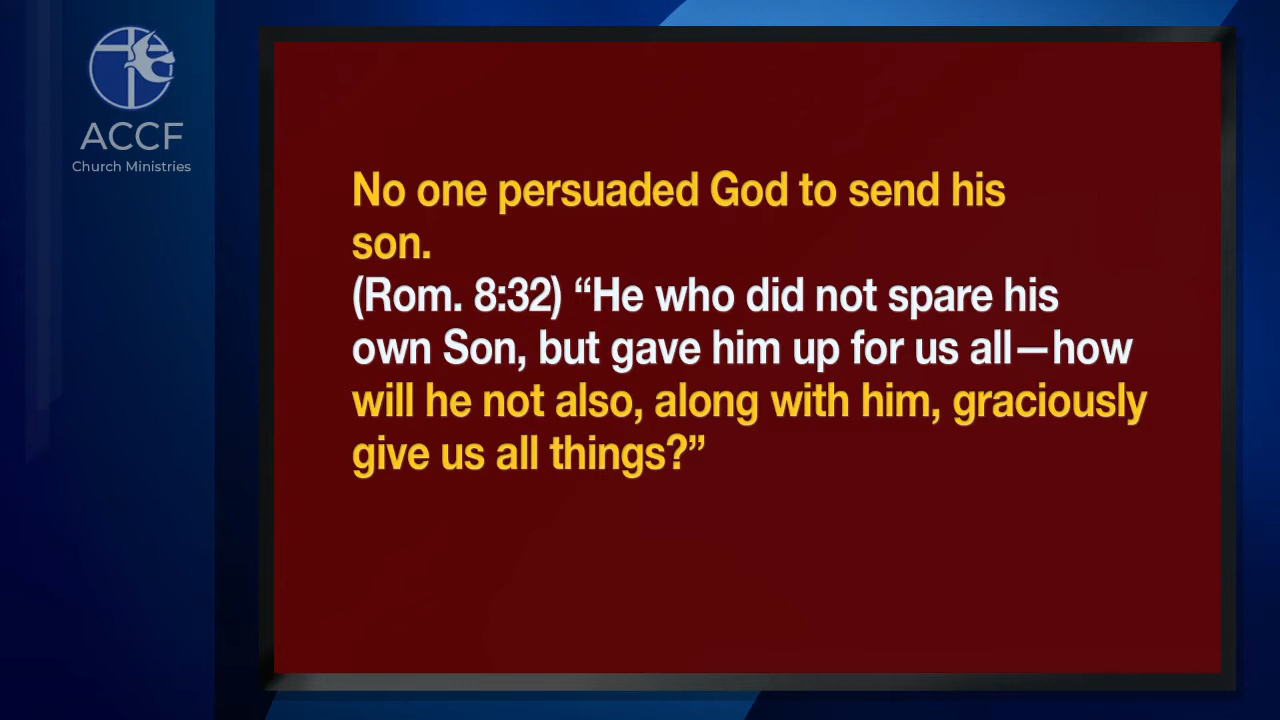 ACCF
Church Ministries
No one persuaded God to send his
son.
(Rom. 8:32) “He who did not spare his
own Son, but gave him up for us all—how
will he not also, along with him, graciously
give us all things?”